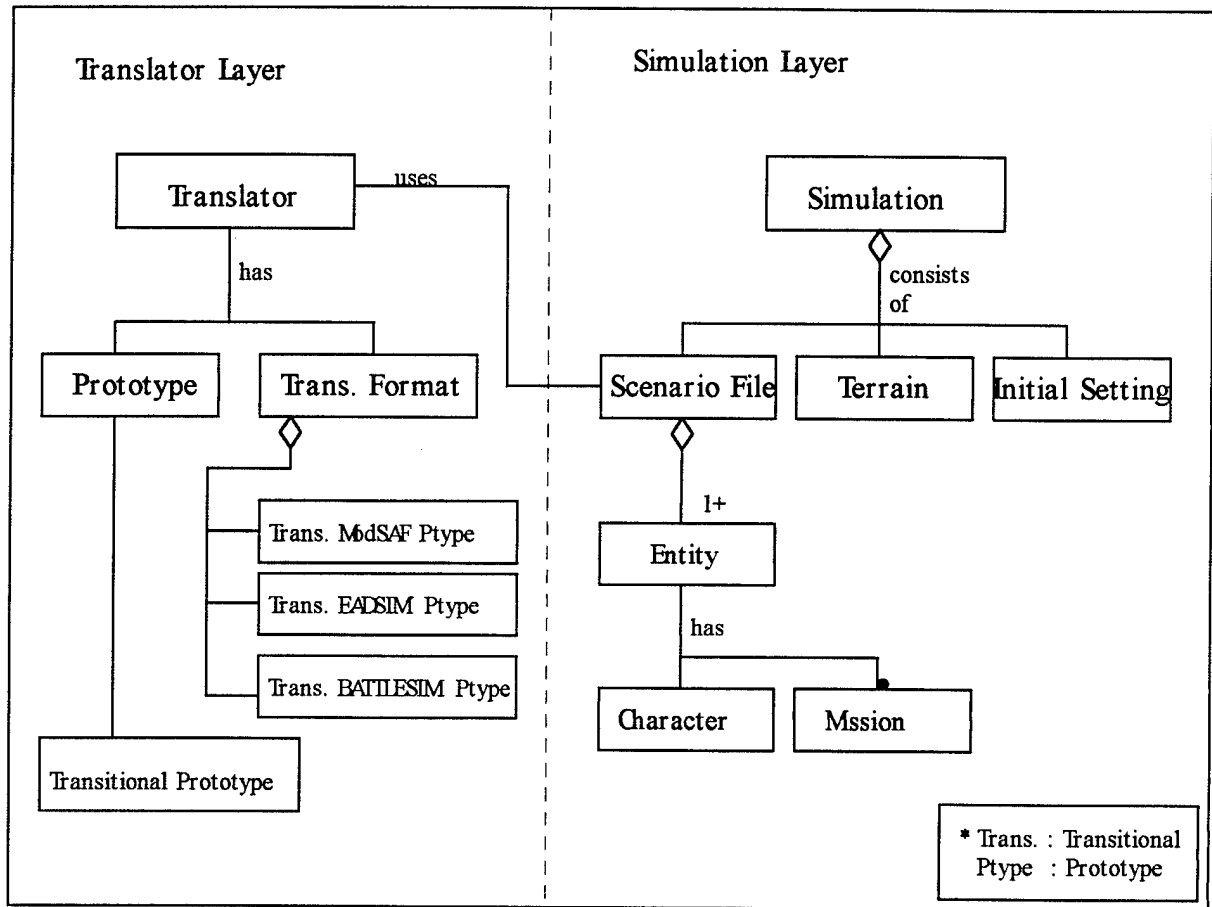 Translator Layer
Simulation Layer
Translator
uses
Simulation
has
consists
of
Prototype
Trans. Format
Scenario File
Terrain
Initial Setting
Trans. ModSAF Ptype
1+
Entity
Trans. EADSIM Ptype
has
Trans. BATTLESIM Ptype
Character
Mssion
Transitional Prototype
* Trans. : Transitional
Ptype : Prototype